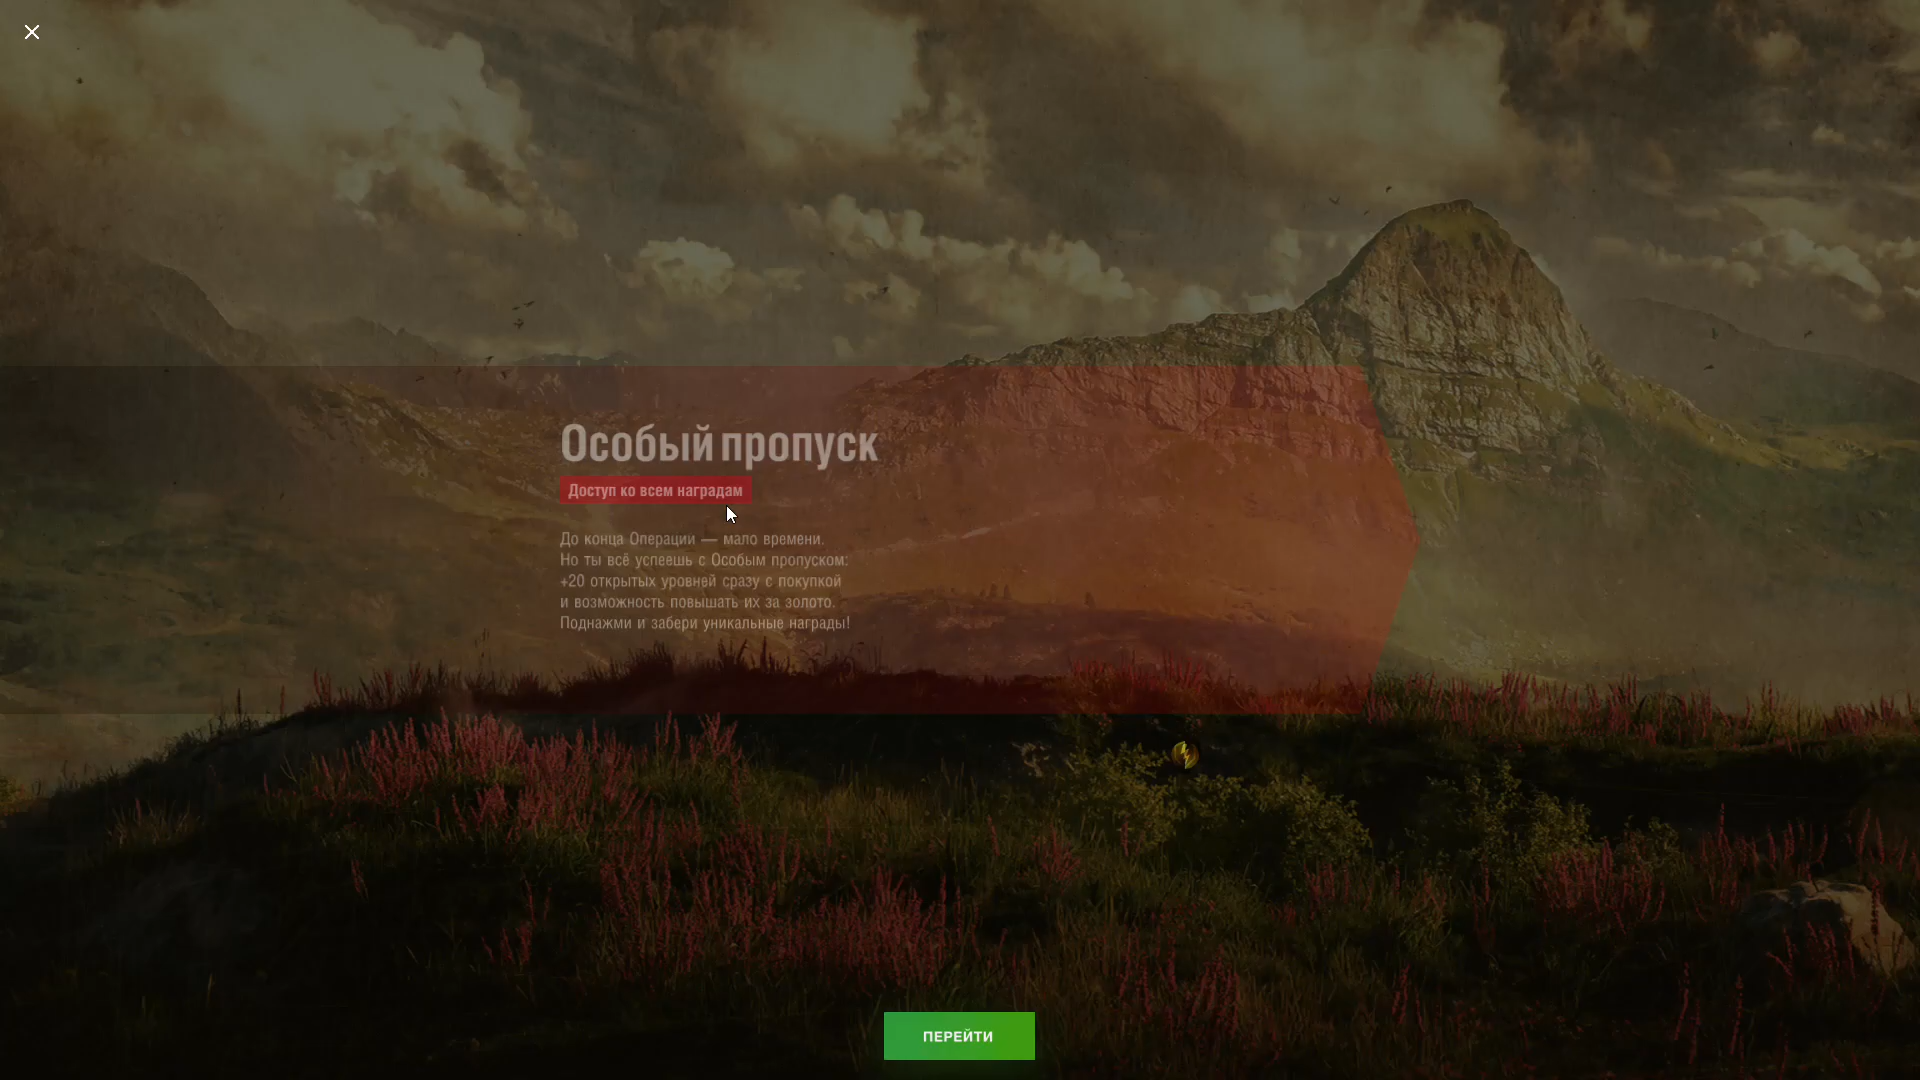 Особый пропуск
Доступ ко всем наградам
До конца Операции — мало времени.
Но ты всё успеешь с Особым пропуском:
+20 открытых уровней сразу с покупкой
и возможность повышать их за золото.
Поднажми и забери уникальные награды!
ПЕРЕЙТИ